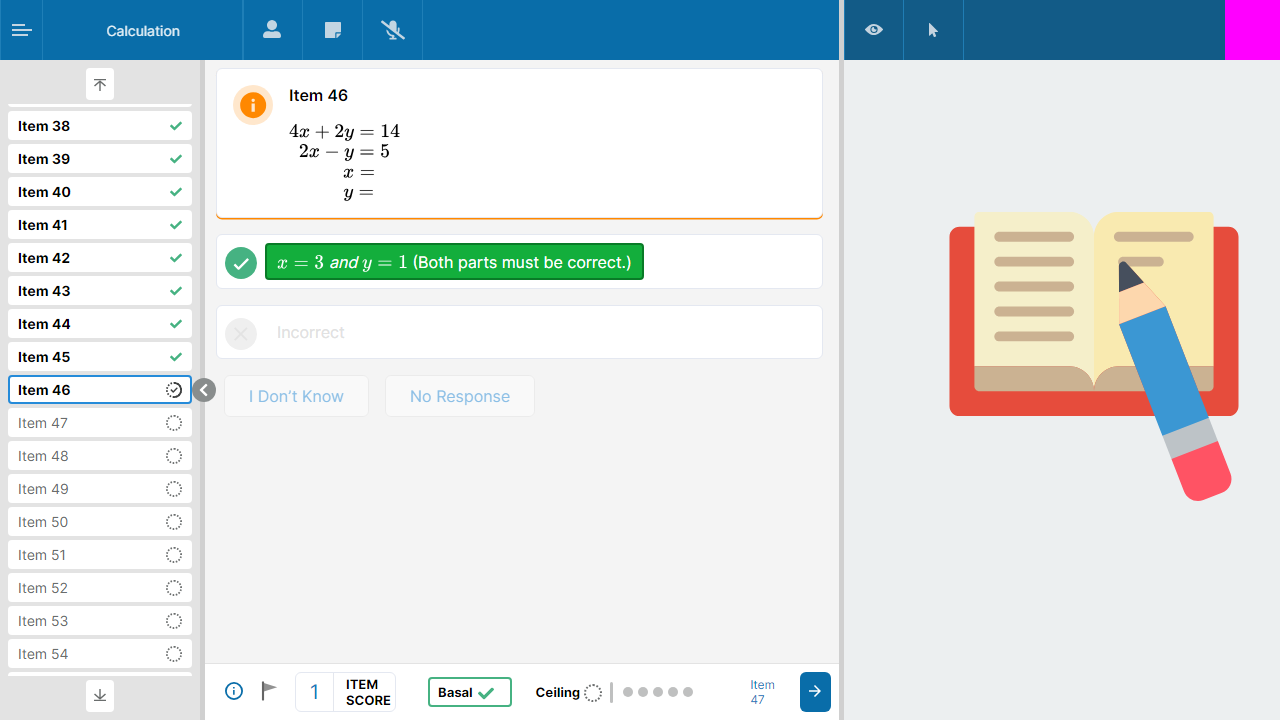 Calculation
Item 38
Item 39
Item 40
Item 41
Item 42
Item 43
Item 44
Item 45
Item 46
Item 47
Item 48
Item 49
Item 50
Item 51
Item 52
Item 53
Item 54
Item 46
4x + 2y = 14
2x − y = 5
x =
y =
x = 3 and y = 1 (Both parts must be correct.)
Incorrect
I Don’t Know
No Response
1
ITEM
SCORE
Basal
Ceiling
Item
47